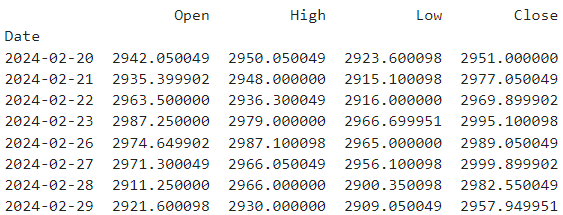 Open High Low Close
Date
2024-02-20 2942.050049 2950.050049 2923.600098 2951.000000
2024-02-21 2935.399902 2948.000000 2915.100098 2977.050049
2024-02-22 2963.500000 2936.300049 2916.000000 2969.899902
2024-02-23 2987.250000 2979.000000 2966.699951 2995.100098
2024-02-26 2974.649902 2987.100098 2965.000000 2989.050049
2024-02-27 2971.300049 2966.050049 2956.100098 2999.899902
2024-02-28 2911.250000 2966.000000 2900.350098 2982.550049
2024-02-29 2921.600098 2930.000000 2909.050049 2957.949951